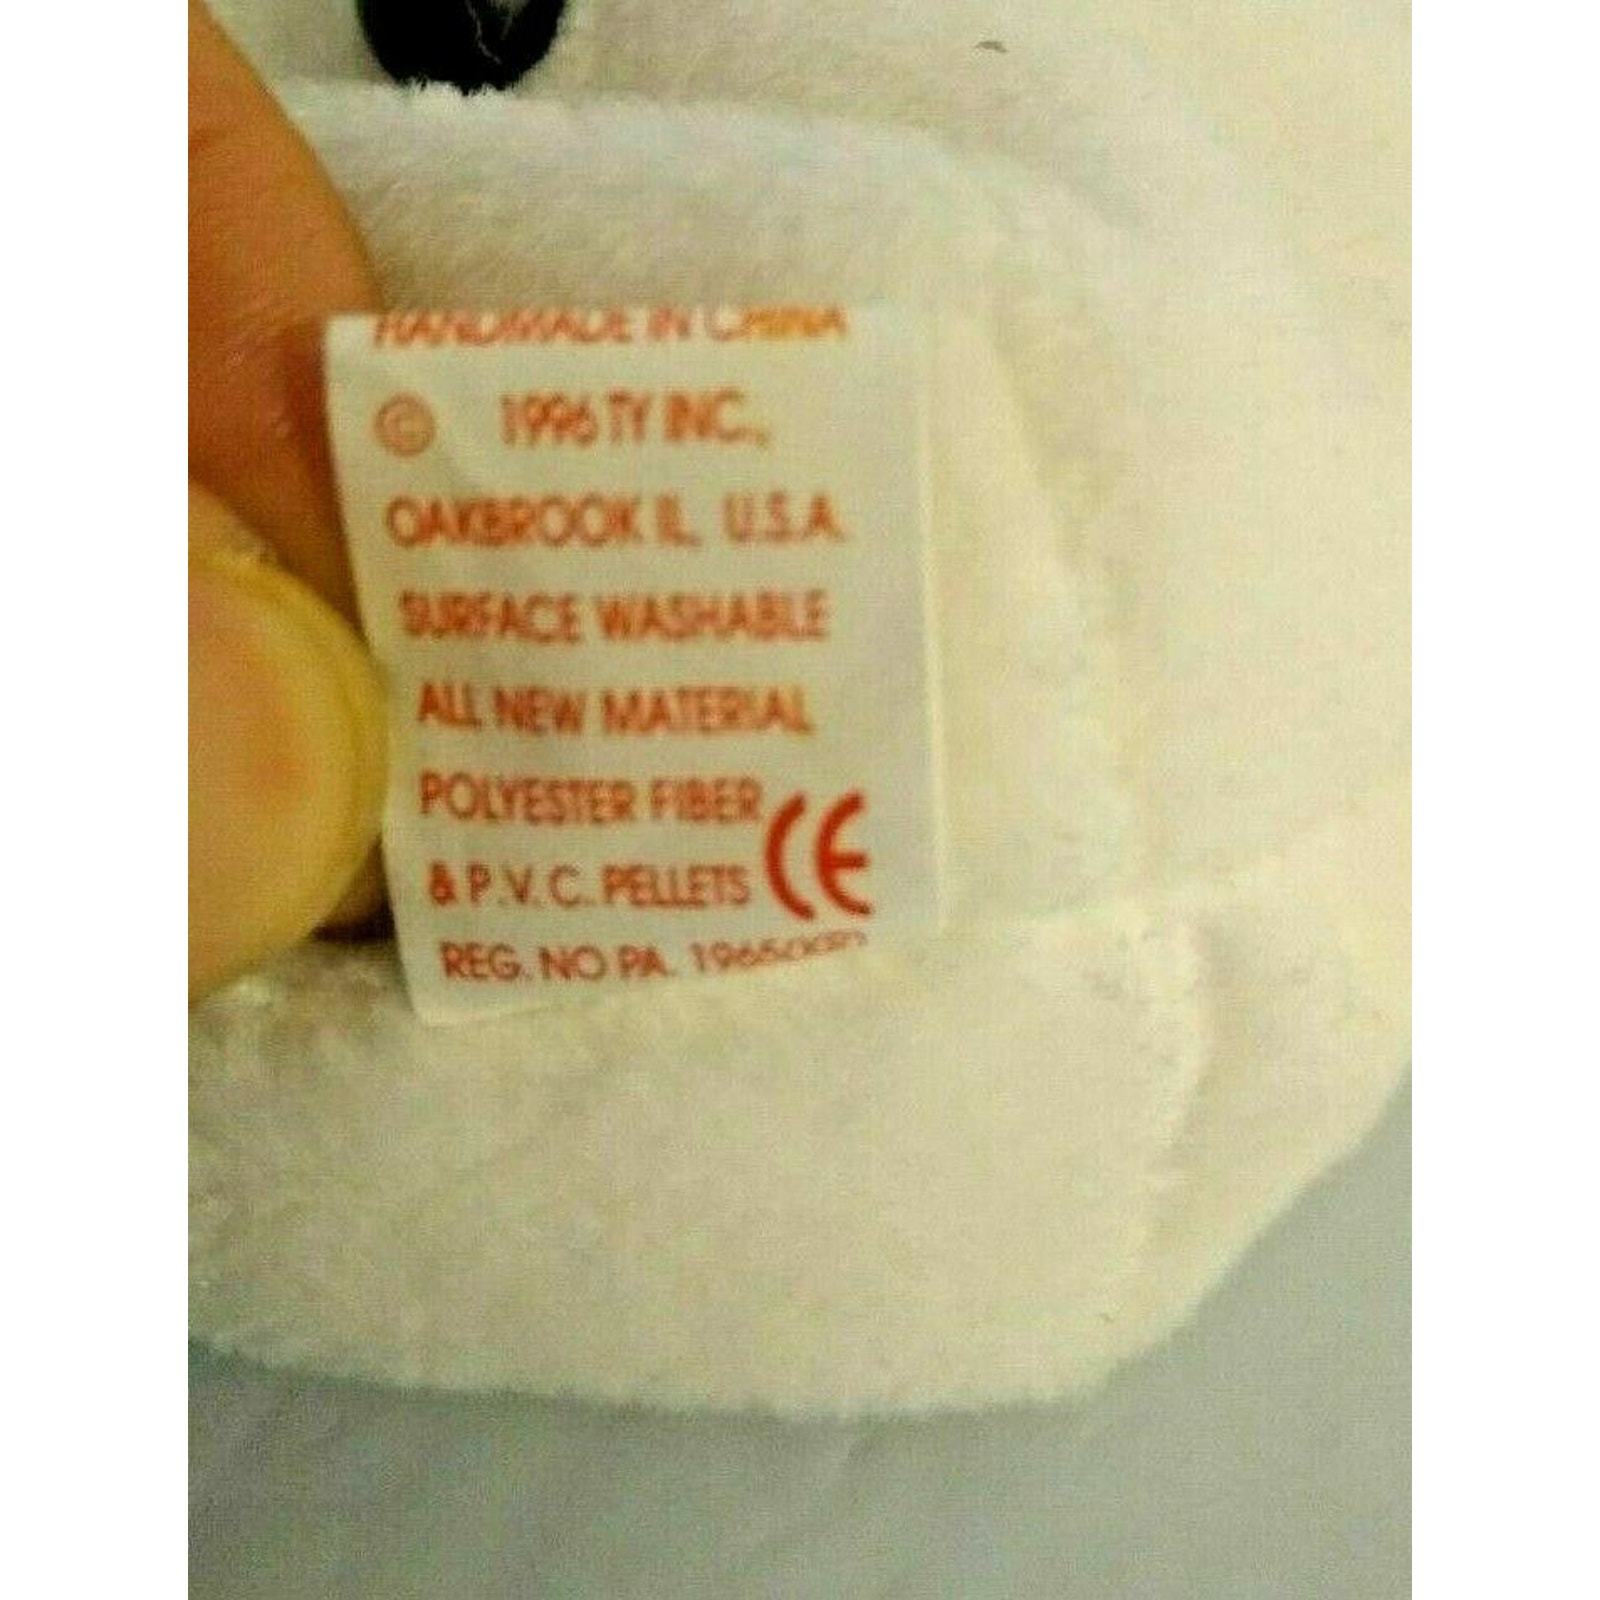 HANDMADE IN CHINA
© 1996 TY INC.,
OAKBROOK IL, U.S.A.
SURFACE WASHABLE
ALL NEW MATERIAL
POLYESTER FIBER
& P.V.C. PELLETS CE
REG. NO PA.